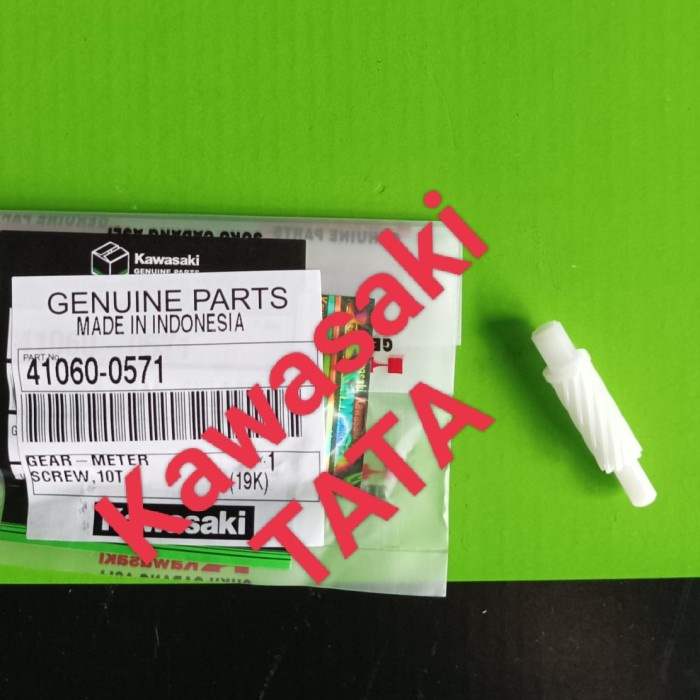 Kawasaki
GENUINE PARTS
GENUINE PARTS
MADE IN INDONESIA
PART No.
41060-0571
GEAR-METER
1
SCREW, 10T
(19K)
Kawasaki
Kawasaki
TATA